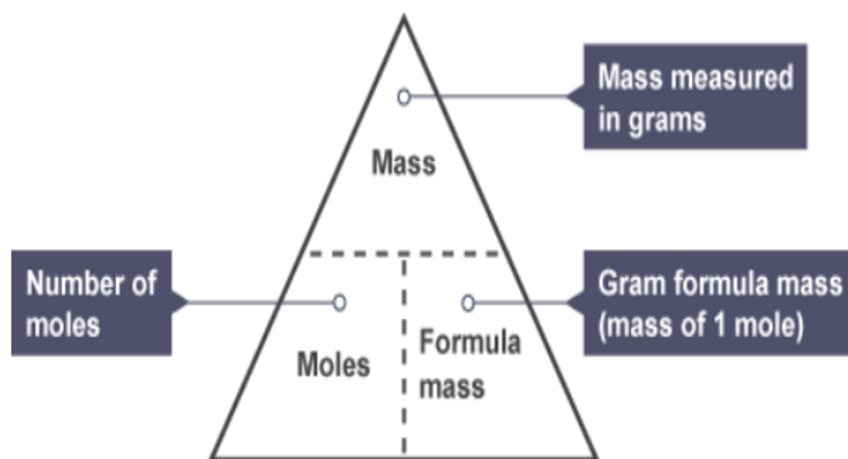 Mass measured
in grams
Mass
Number of
moles
Gram formula mass
(mass of 1 mole)
Moles
Formula
mass